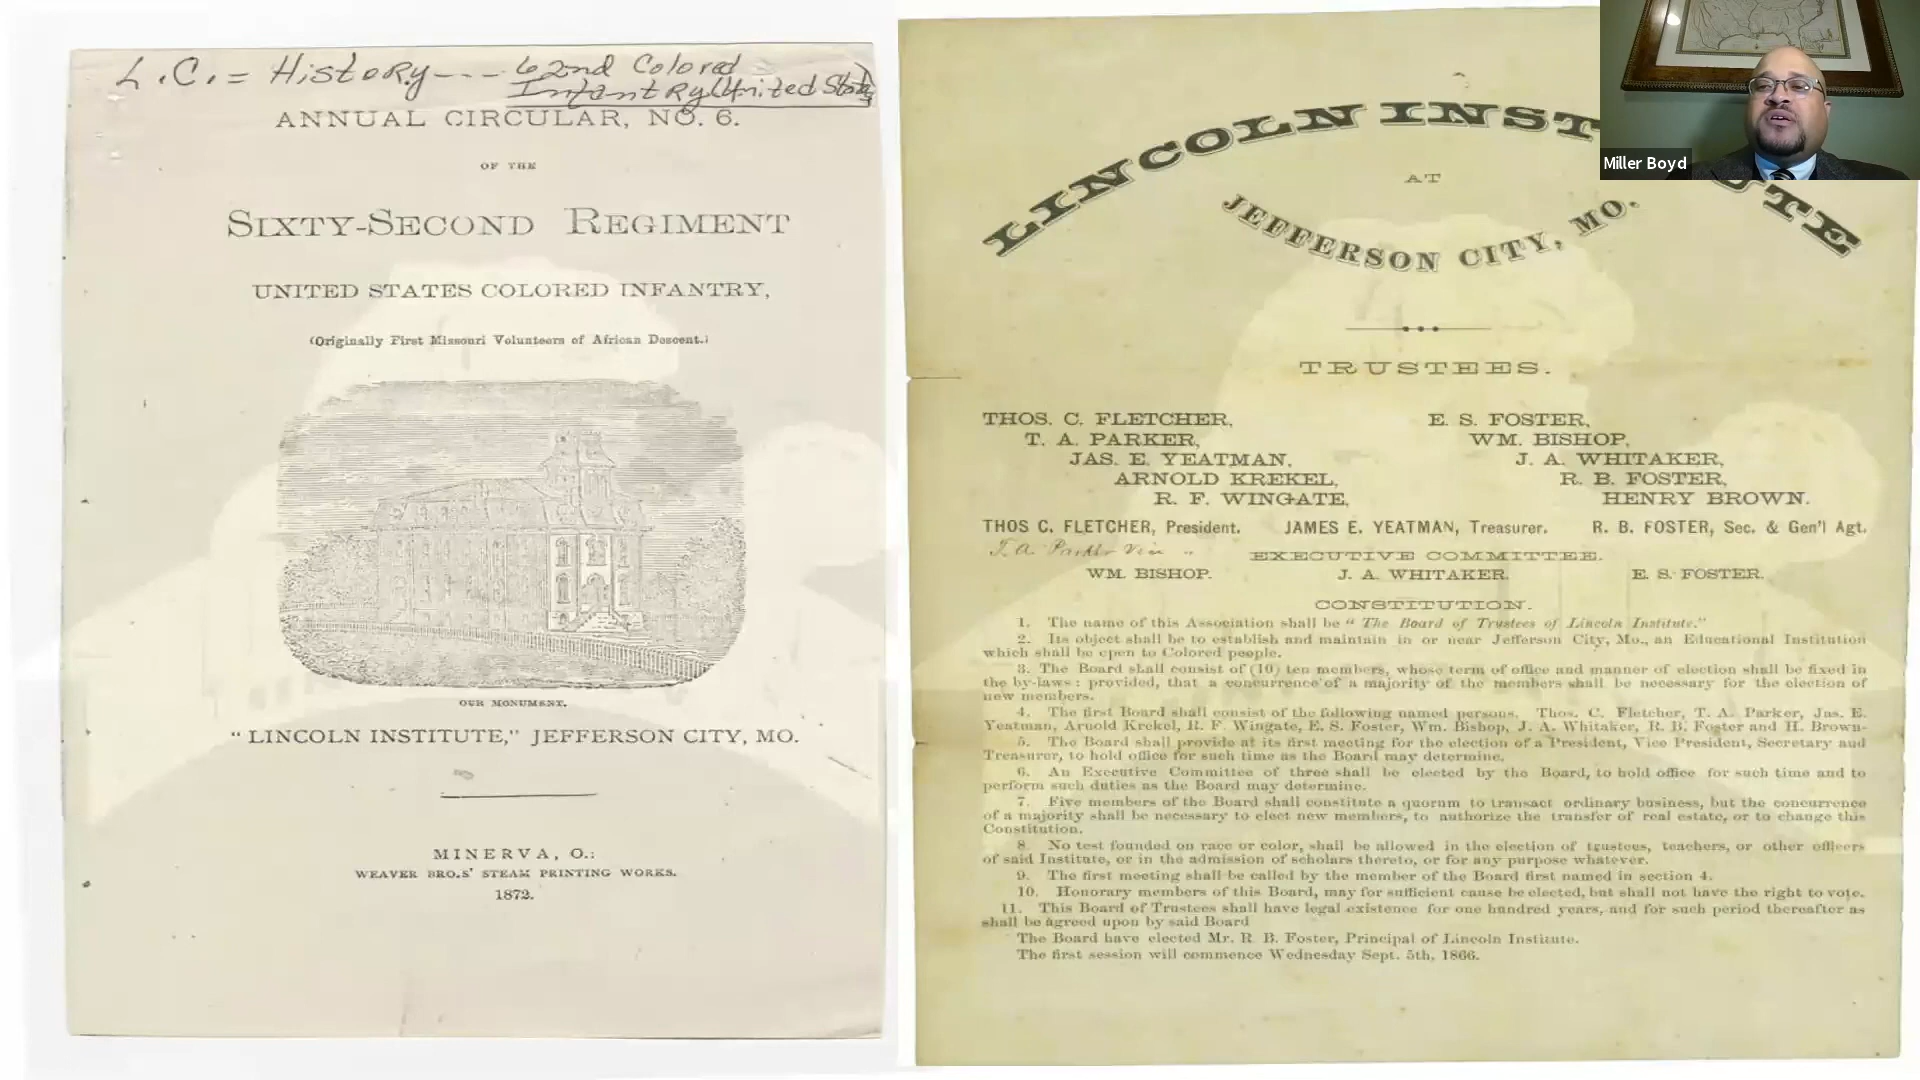 L.C. = History --- 62nd Colored
Infantry (United States)
ANNUAL CIRCULAR, NO. 6.
OF THE
SIXTY-SECOND REGIMENT
UNITED STATES COLORED INFANTRY,
(Originally First Missouri Volunteers of African Descent.)
OUR MONUMENT.
"LINCOLN INSTITUTE," JEFFERSON CITY, MO.
MINERVA, O.:
WEAVER BRO.S' STEAM PRINTING WORKS.
1872.
LINCOLN INSTITUTE
AT
JEFFERSON CITY, MO.
TRUSTEES.
THOS. C. FLETCHER,
T. A. PARKER,
JAS. E. YEATMAN,
ARNOLD KREKEL,
R. F. WINGATE,
E. S. FOSTER,
WM. BISHOP,
J. A. WHITAKER,
R. B. FOSTER,
HENRY BROWN.
THOS C. FLETCHER, President. JAMES E. YEATMAN, Treasurer. R. B. FOSTER, Sec. & Gen'l Agt.
T. A. Parker Vice "
EXECUTIVE COMMITTEE.
WM. BISHOP. J. A. WHITAKER. E. S. FOSTER.
CONSTITUTION.
1. The name of this Association shall be "The Board of Trustees of Lincoln Institute."
2. Its object shall be to establish and maintain in or near Jefferson City, Mo., an Educational Institution
which shall be open to Colored people.
3. The Board shall consist of (10) ten members, whose term of office and manner of election shall be fixed in
the by-laws: provided, that a concurrence of a majority of the members shall be necessary for the election of
new members.
4. The first Board shall consist of the following named persons. Thos. C. Fletcher, T. A. Parker, Jas. E.
Yeatman, Arnold Krekel, R. F. Wingate, E. S. Foster, Wm. Bishop, J. A. Whitaker, R. B. Foster and H. Brown-
5. The Board shall provide at its first meeting for the election of a President, Vice President, Secretary and
Treasurer, to hold office for such time as the Board may determine.
6. An Executive Committee of three shall be elected by the Board, to hold office for such time and to
perform such duties as the Board may determine.
7. Five members of the Board shall constitute a quorum to transact ordinary business, but the concurrence
of a majority shall be necessary to elect new members, to authorize the transfer of real estate, or to change this
Constitution.
8. No test founded on race or color, shall be allowed in the election of trustees, teachers, or other officers
of said Institute, or in the admission of scholars thereto, or for any purpose whatever.
9. The first meeting shall be called by the member of the Board first named in section 4.
10. Honorary members of this Board, may for sufficient cause be elected, but shall not have the right to vote.
11. This Board of Trustees shall have legal existence for one hundred years, and for such period thereafter as
shall be agreed upon by said Board
The Board have elected Mr. R. B. Foster, Principal of Lincoln Institute.
The first session will commence Wednesday Sept. 5th, 1866.
Miller Boyd